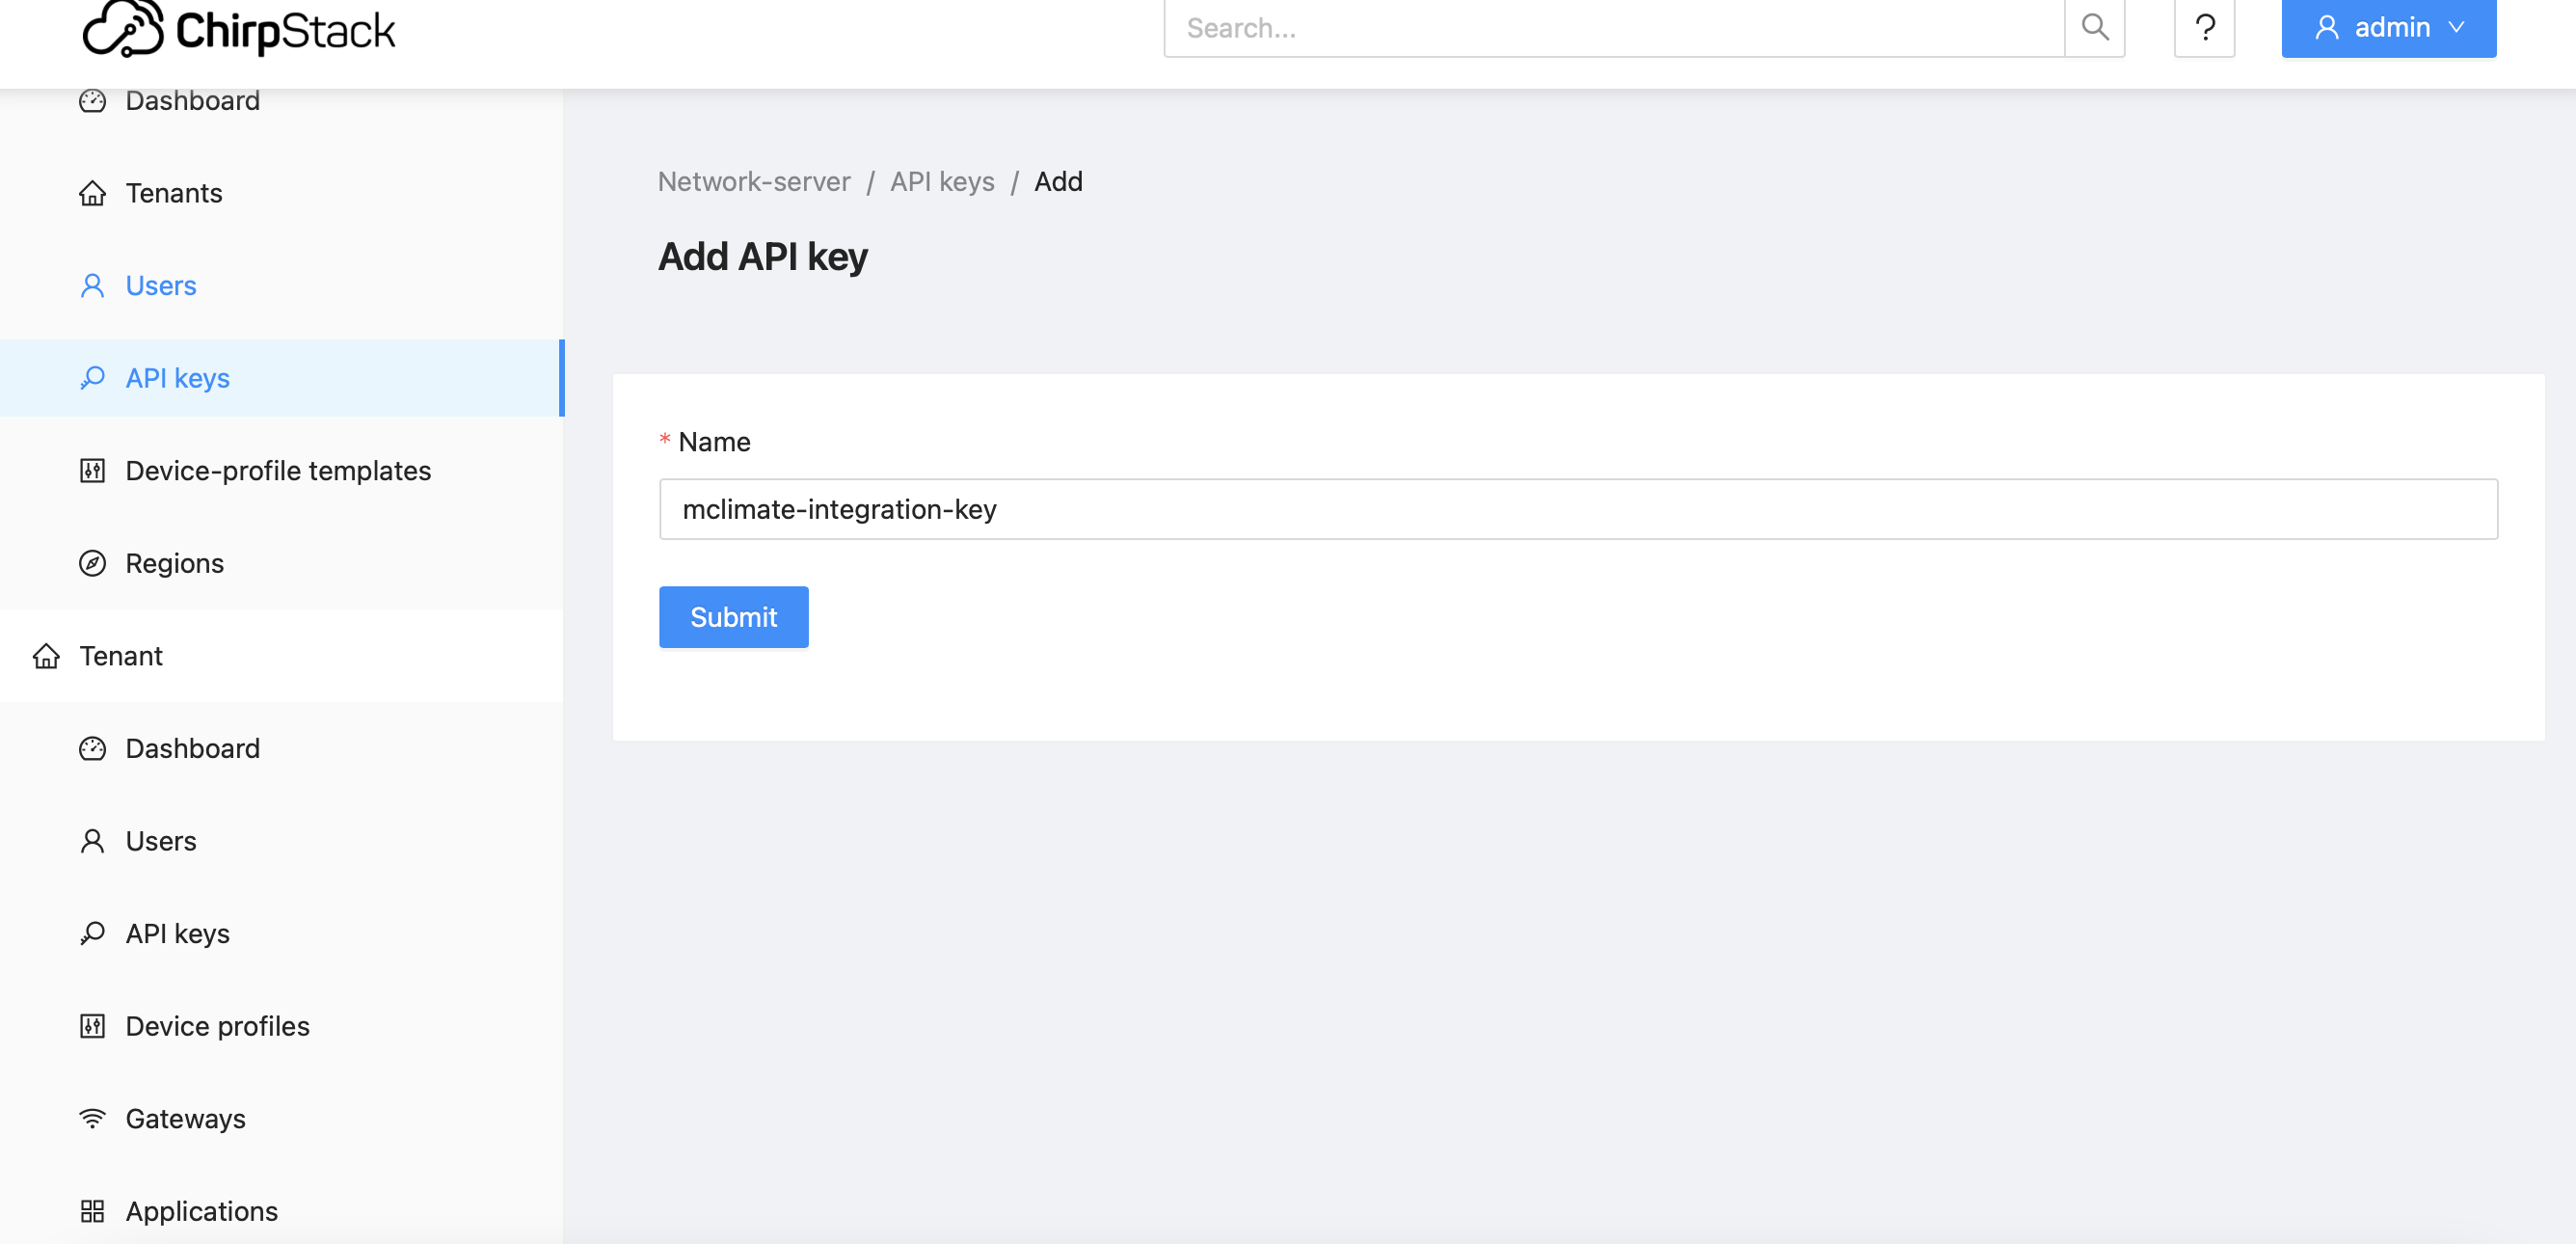 ChirpStack
Search...
?
admin
Dashboard
Tenants
Users
API keys
Device-profile templates
Regions
Tenant
Dashboard
Users
API keys
Device profiles
Gateways
Applications
Network-server / API keys / Add
Add API key
* Name
mclimate-integration-key
Submit